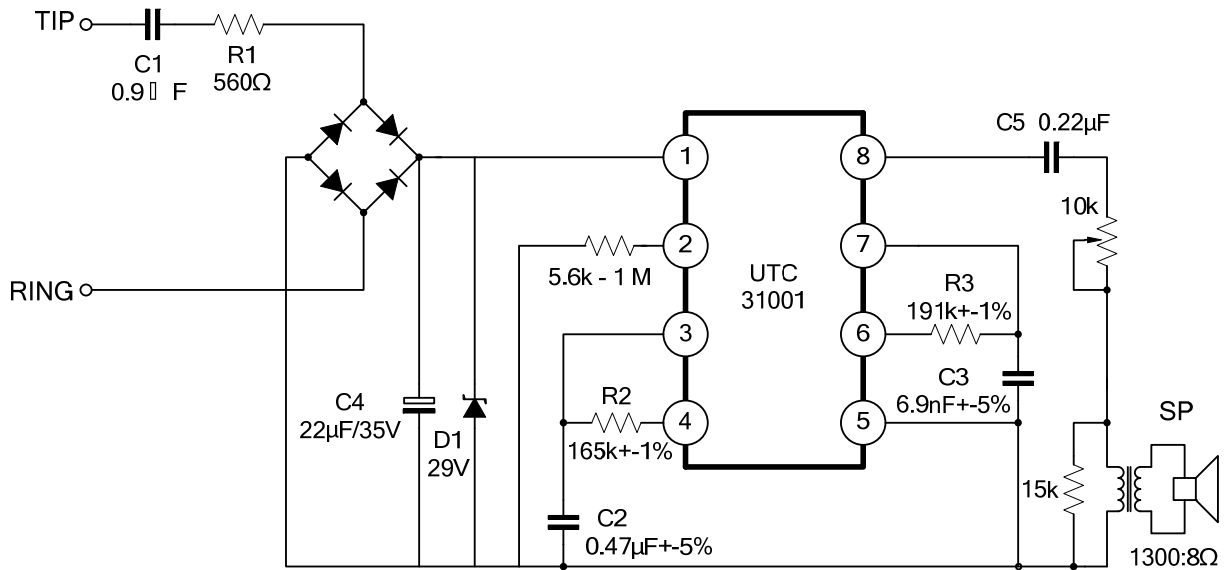 TIP
C1
0.9▯ F
R1
560Ω
RING
C4
22µF/35V
D1
29V
1
2
3
4
5.6k - 1 M
R2
165k+-1%
C2
0.47µF+-5%
UTC
31001
8
7
6
5
C5 0.22µF
10k
R3
191k+-1%
C3
6.9nF+-5%
15k
SP
1300:8Ω